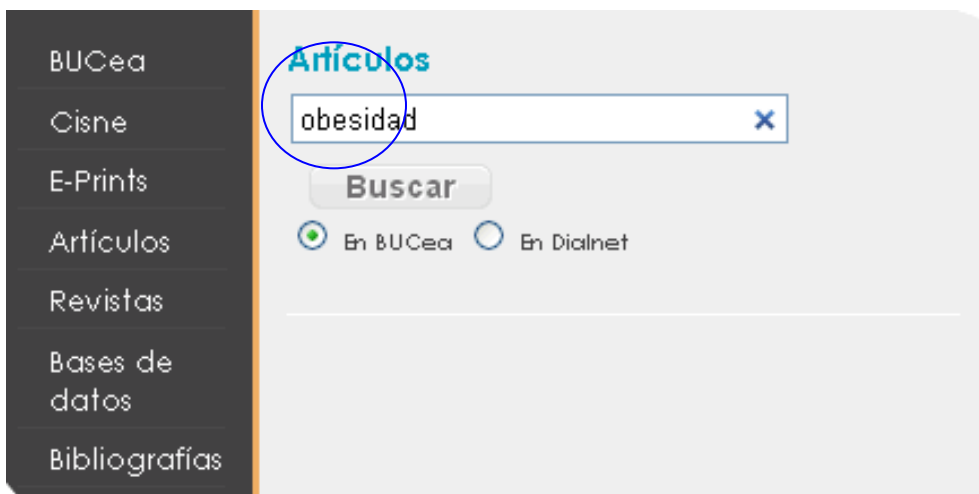 BUCea
Cisne
E-Prints
Artículos
Revistas
Bases de
datos
Bibliografías
Artículos
obesidad
Buscar
En BUCea En Dialnet